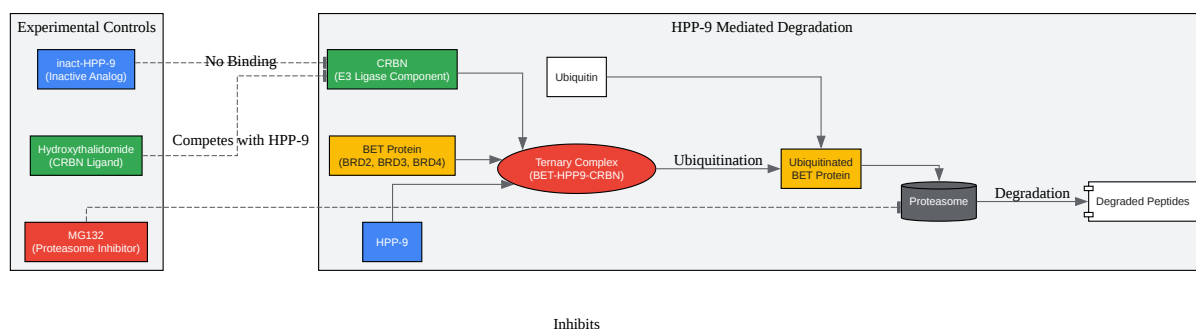 Experimental Controls
HPP-9 Mediated Degradation
inact-HPP-9
(Inactive Analog)
No Binding
CRBN
(E3 Ligase Component)
Ubiquitin
Hydroxythalidomide
(CRBN Ligand)
Competes with HPP-9
BET Protein
(BRD2, BRD3, BRD4)
Ternary Complex
(BET-HPP9-CRBN)
Ubiquitination
Ubiquitinated
BET Protein
Proteasome
Degradation
Degraded Peptides
MG132
(Proteasome Inhibitor)
HPP-9
Inhibits